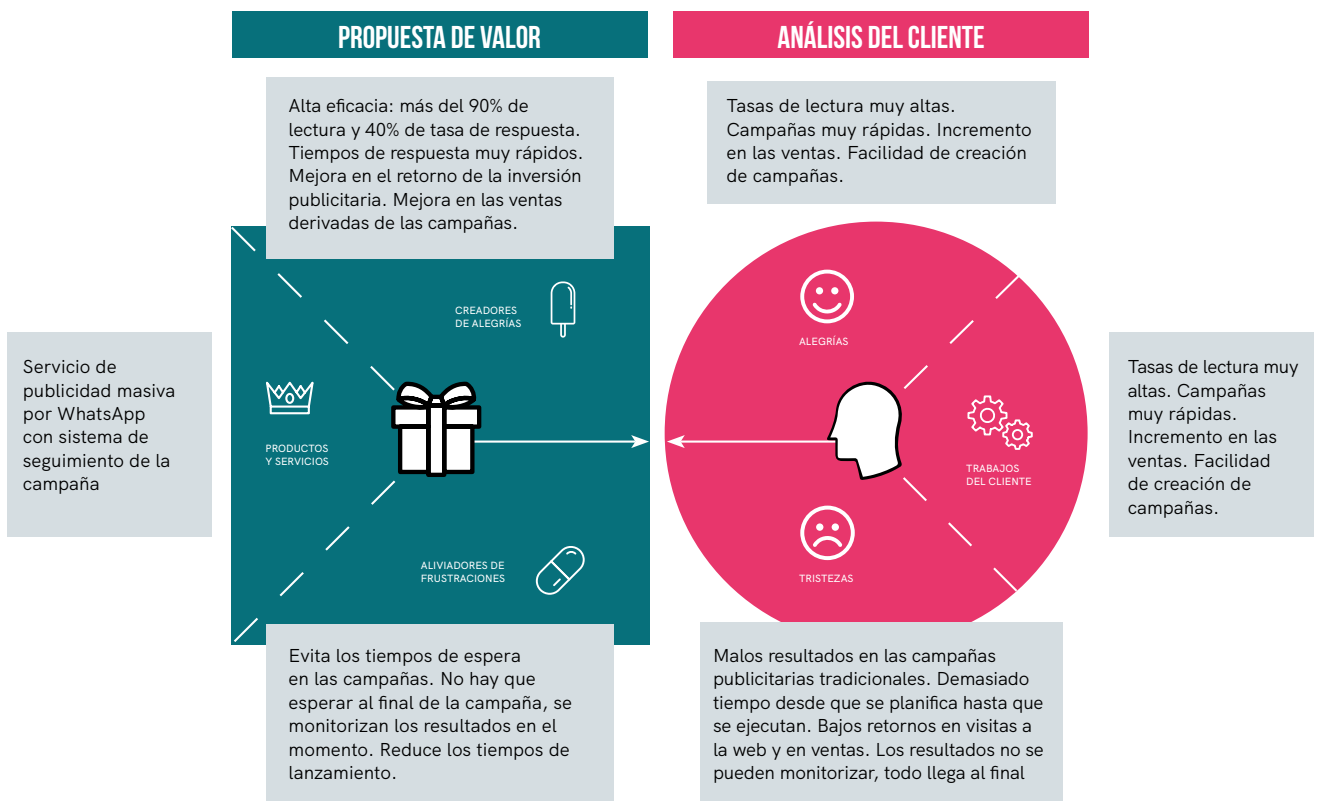 PROPUESTA DE VALOR
ANÁLISIS DEL CLIENTE
Alta eficacia: más del 90% de
lectura y 40% de tasa de respuesta.
Tiempos de respuesta muy rápidos.
Mejora en el retorno de la inversión
publicitaria. Mejora en las ventas
derivadas de las campañas.
Tasas de lectura muy altas.
Campañas muy rápidas. Incremento
en las ventas. Facilidad de creación
de campañas.
Servicio de
publicidad masiva
por WhatsApp
con sistema de
seguimiento de la
campaña
CREADORES
DE ALEGRÍAS
PRODUCTOS
Y SERVICIOS
ALIVIADORES DE
FRUSTRACIONES
ALEGRÍAS
TRABAJOS
DEL CLIENTE
TRISTEZAS
Tasas de lectura muy
altas. Campañas
muy rápidas.
Incremento en las
ventas. Facilidad
de creación de
campañas.
Evita los tiempos de espera
en las campañas. No hay que
esperar al final de la campaña, se
monitorizan los resultados en el
momento. Reduce los tiempos de
lanzamiento.
Malos resultados en las campañas
publicitarias tradicionales. Demasiado
tiempo desde que se planifica hasta que
se ejecutan. Bajos retornos en visitas a
la web y en ventas. Los resultados no se
pueden monitorizar, todo llega al final